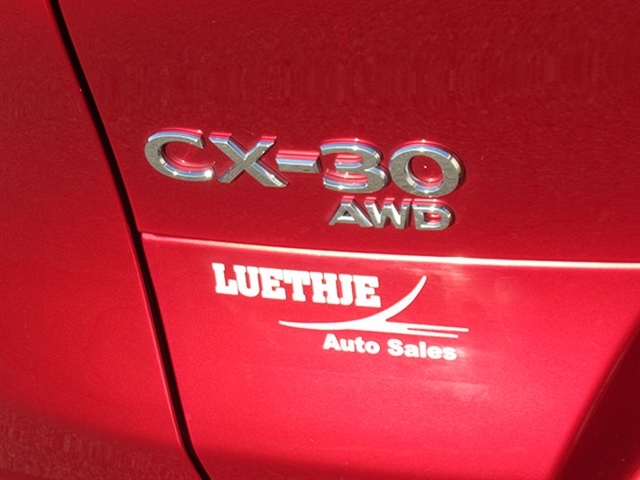 CX-30
AWD
LUETHJE
Auto Sales